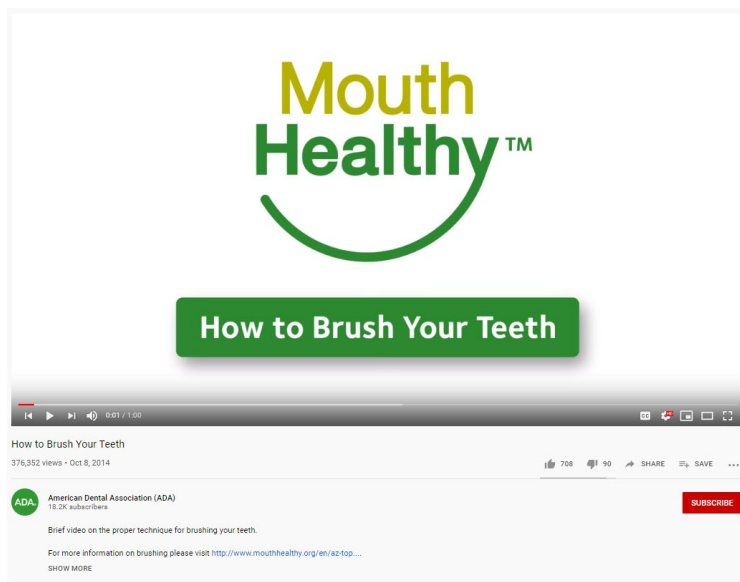 Mouth
Healthy™
How to Brush Your Teeth
0:01 / 1:00
CC
How to Brush Your Teeth
376,352 views • Oct 8, 2014
708 90 SHARE SAVE ...
ADA.
American Dental Association (ADA)
18.2K subscribers
SUBSCRIBE
Brief video on the proper technique for brushing your teeth.
For more information on brushing please visit http://www.mouthhealthy.org/en/az-top....
SHOW MORE